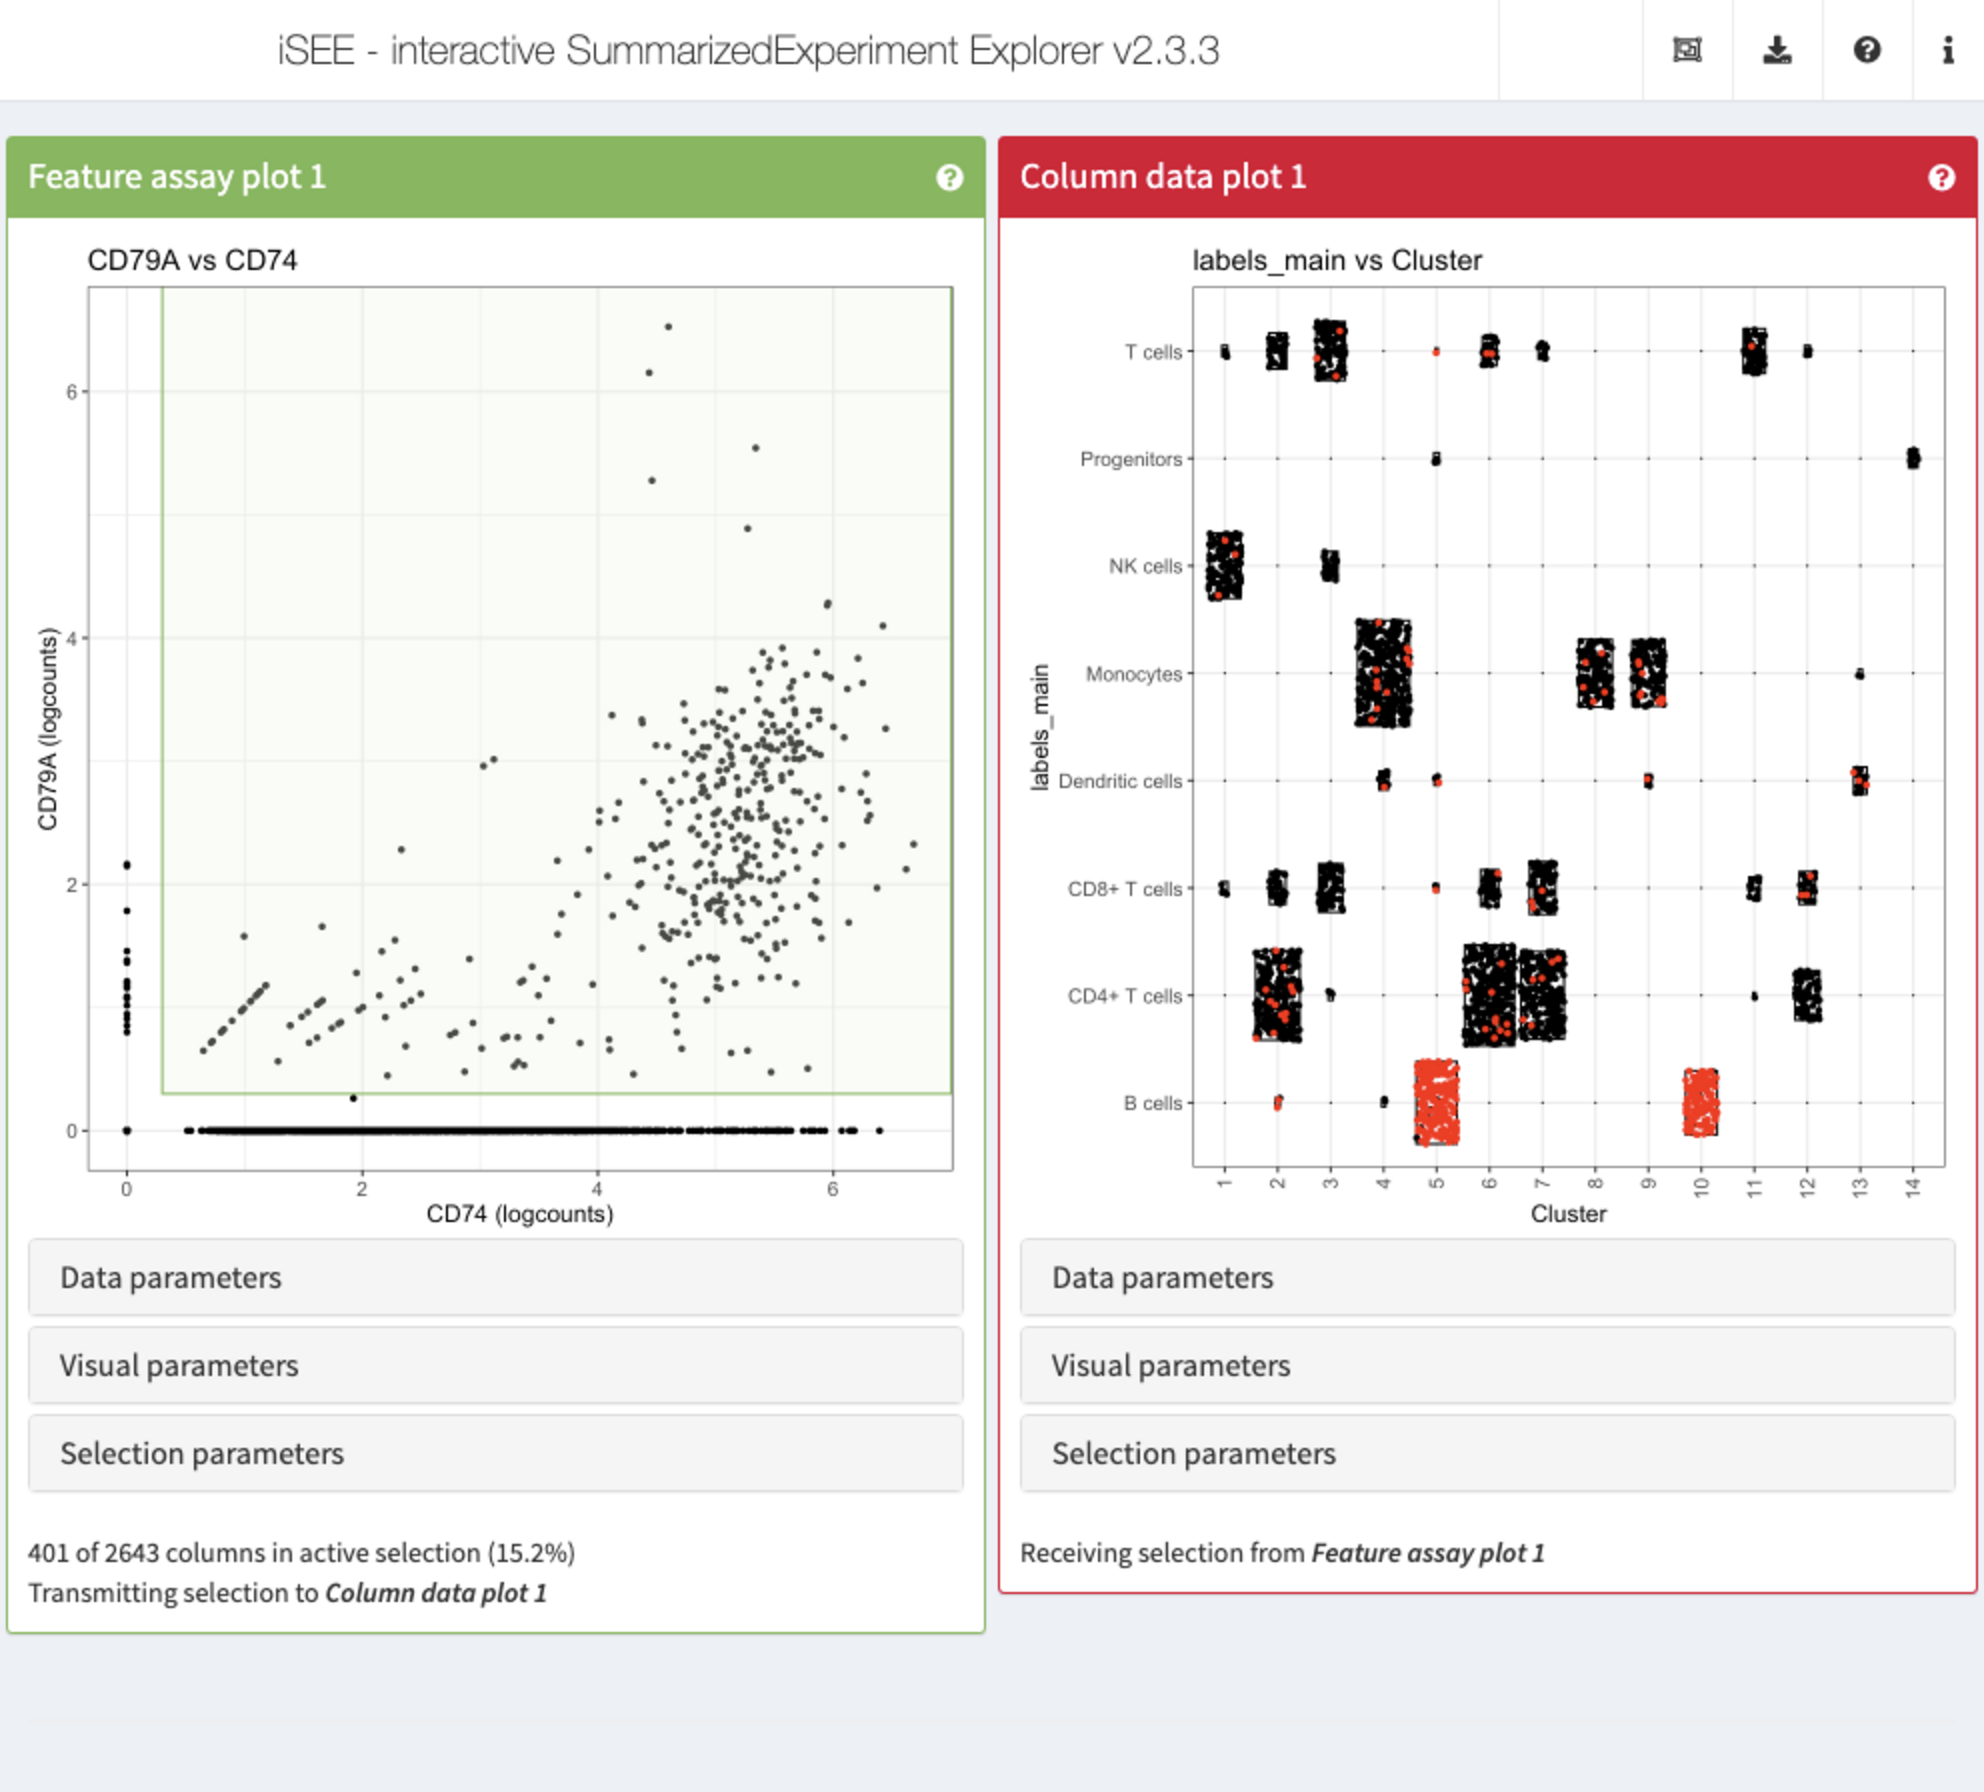 iSEE - interactive SummarizedExperiment Explorer v2.3.3
Feature assay plot 1
CD79A vs CD74
CD79A (logcounts)
6
4
2
0
0 2 4 6
CD74 (logcounts)
Data parameters
Visual parameters
Selection parameters
401 of 2643 columns in active selection (15.2%)
Transmitting selection to Column data plot 1
Column data plot 1
labels_main vs Cluster
labels_main
T cells
Progenitors
NK cells
Monocytes
Dendritic cells
CD8+ T cells
CD4+ T cells
B cells
1 2 3 4 5 6 7 8 9 10 11 12 13 14
Cluster
Data parameters
Visual parameters
Selection parameters
Receiving selection from Feature assay plot 1